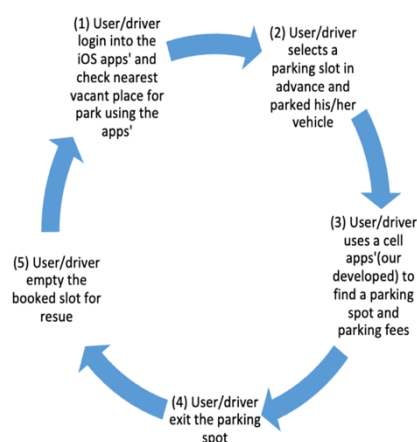 (1) User/driver
login into the
iOS apps' and
check nearest
vacant place for
park using the
apps'
(2) User/driver
selects a
parking slot in
advance and
parked his/her
vehicle
(3) User/driver
uses a cell
apps'(our
developed) to
find a parking
spot and
parking fees
(4) User/driver
exit the parking
spot
(5) User/driver
empty the
booked slot for
resue